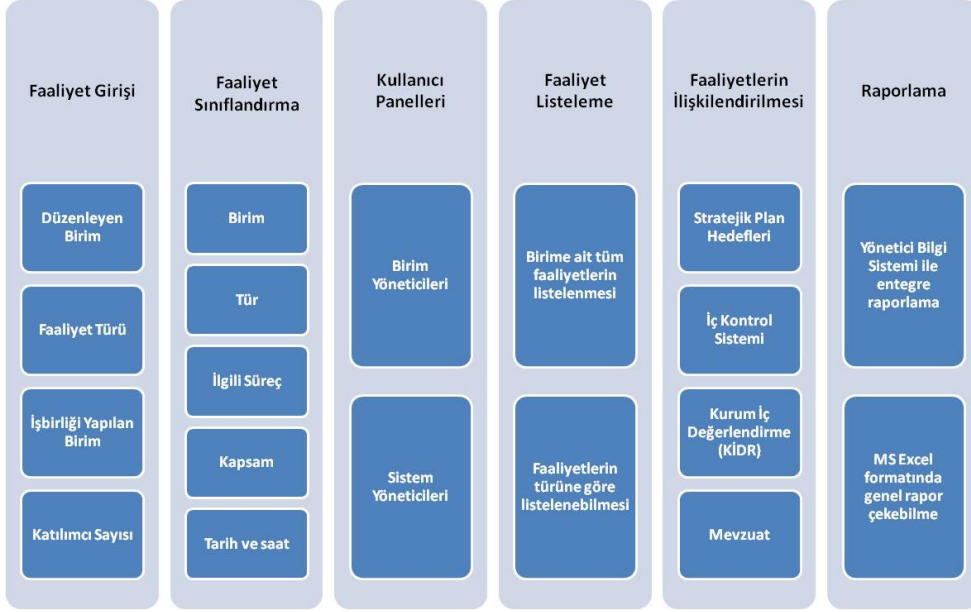 Faaliyet Girişi
Düzenleyen
Birim
Faaliyet Türü
İşbirliği Yapılan
Birim
Katılımcı Sayısı
Faaliyet
Sınıflandırma
Birim
Tür
İlgili Süreç
Kapsam
Tarih ve saat
Kullanıcı
Panelleri
Birim
Yöneticileri
Sistem
Yöneticileri
Faaliyet
Listeleme
Birime ait tüm
faaliyetlerin
listelenmesi
Faaliyetlerin
türüne göre
listelenebilmesi
Faaliyetlerin
İlişkilendirilmesi
Stratejik Plan
Hedefleri
İç Kontrol
Sistemi
Kurum İç
Değerlendirme
(KİDR)
Mevzuat
Raporlama
Yönetici Bilgi
Sistemi ile
entegre
raporlama
MS Excel
formatında
genel rapor
çekebilme